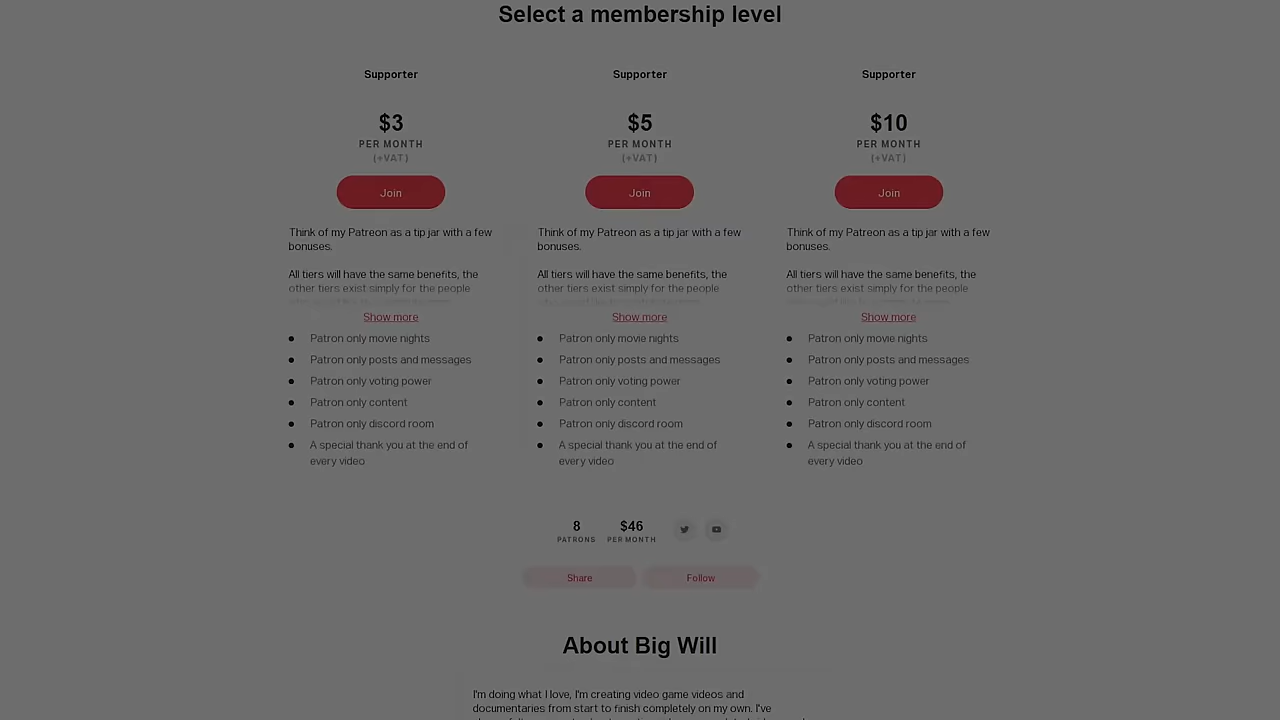 Select a membership level
Supporter
$3
PER MONTH
(+VAT)
Join
Think of my Patreon as a tip jar with a few
bonuses.
All tiers will have the same benefits, the
other tiers exist simply for the people
Show more
Patron only movie nights
Patron only posts and messages
Patron only voting power
Patron only content
Patron only discord room
A special thank you at the end of
every video
Supporter
$5
PER MONTH
(+VAT)
Join
Think of my Patreon as a tip jar with a few
bonuses.
All tiers will have the same benefits, the
other tiers exist simply for the people
Show more
Patron only movie nights
Patron only posts and messages
Patron only voting power
Patron only content
Patron only discord room
A special thank you at the end of
every video
Supporter
$10
PER MONTH
(+VAT)
Join
Think of my Patreon as a tip jar with a few
bonuses.
All tiers will have the same benefits, the
other tiers exist simply for the people
Show more
Patron only movie nights
Patron only posts and messages
Patron only voting power
Patron only content
Patron only discord room
A special thank you at the end of
every video
8
PATRONS
$46
PER MONTH
Share
Follow
About Big Will
I'm doing what I love, I'm creating video game videos and
documentaries from start to finish completely on my own. I've